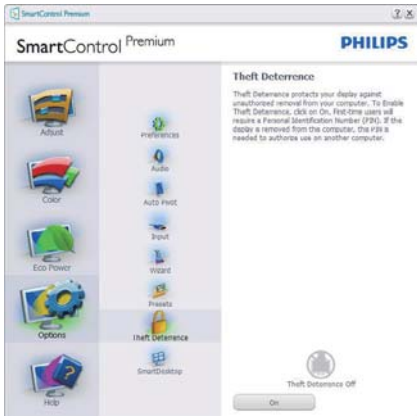 SmartControl Premium
? X
SmartControl Premium
PHILIPS
Adjust
Color
Eco Power
Options
Help
Preferences
Audio
Auto Pivot
Input
Wizard
Presets
Theft Deterrence
SmartDesktop
Theft Deterrence
Theft Deterrence protects your display against
unauthorized removal from your computer. To Enable
Theft Deterrence, click on On. First-time users will
require a Personal Identification Number (PIN). If the
display is removed from the computer, this PIN is
needed to authorize use on another computer.
Theft Deterrence Off
On